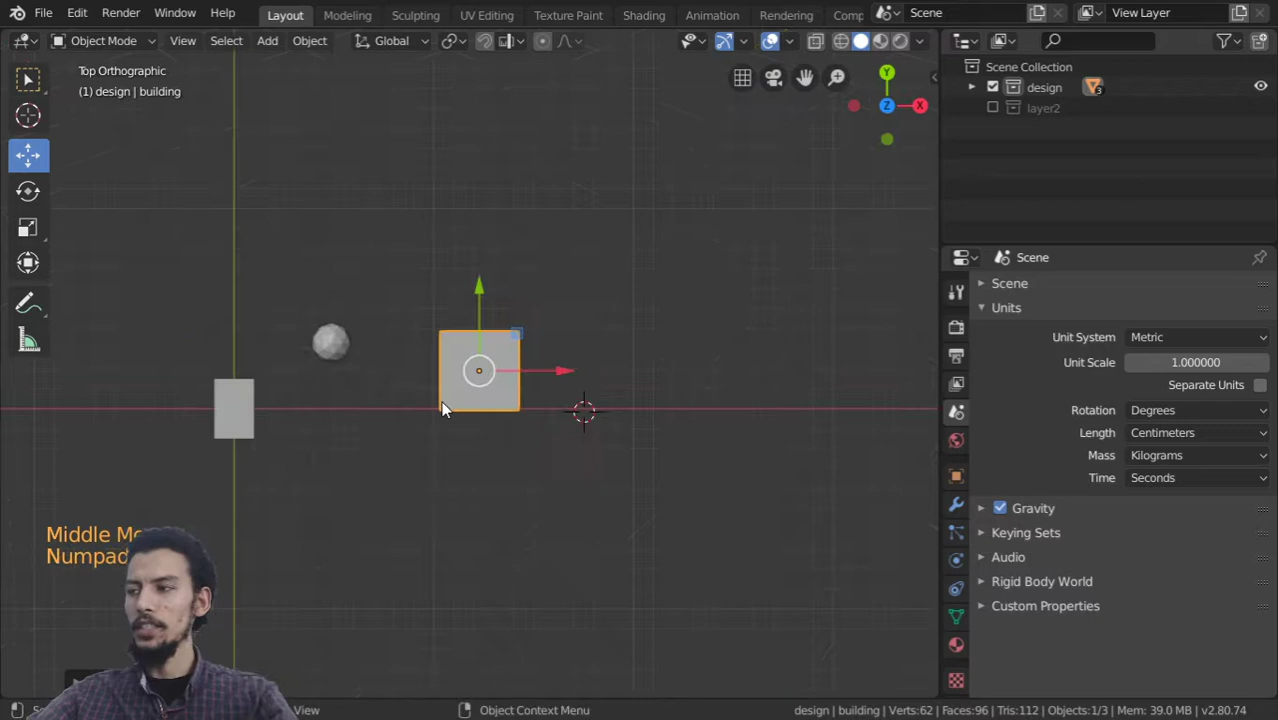 File Edit Render Window Help Layout Modeling Sculpting UV Editing Texture Paint Shading Animation Rendering Scene View Layer
Object Mode View Select Add Object Global
Top Orthographic
(1) design | building
Y
Z
X
Scene Collection
design 3
layer2
Scene
Scene
Units
Unit System Metric
Unit Scale 1.000000
Separate Units
Rotation Degrees
Length Centimeters
Mass Kilograms
Time Seconds
Gravity
Keying Sets
Audio
Rigid Body World
Custom Properties
Middle
View Object Context Menu design | building | Verts:62 | Faces:96 | Tris:112 | Objects:1/3 | Mem: 39.0 MB | v2.80.74